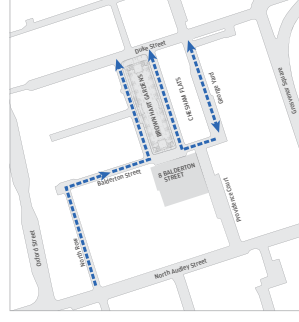 Duke Street
BROWN HART GARDENS
CHESHAM FLATS
George Yard
Grosvenor Square
Balderton Street
8 BALDERTON
STREET
Providence Court
Oxford Street
North Row
North Audley Street